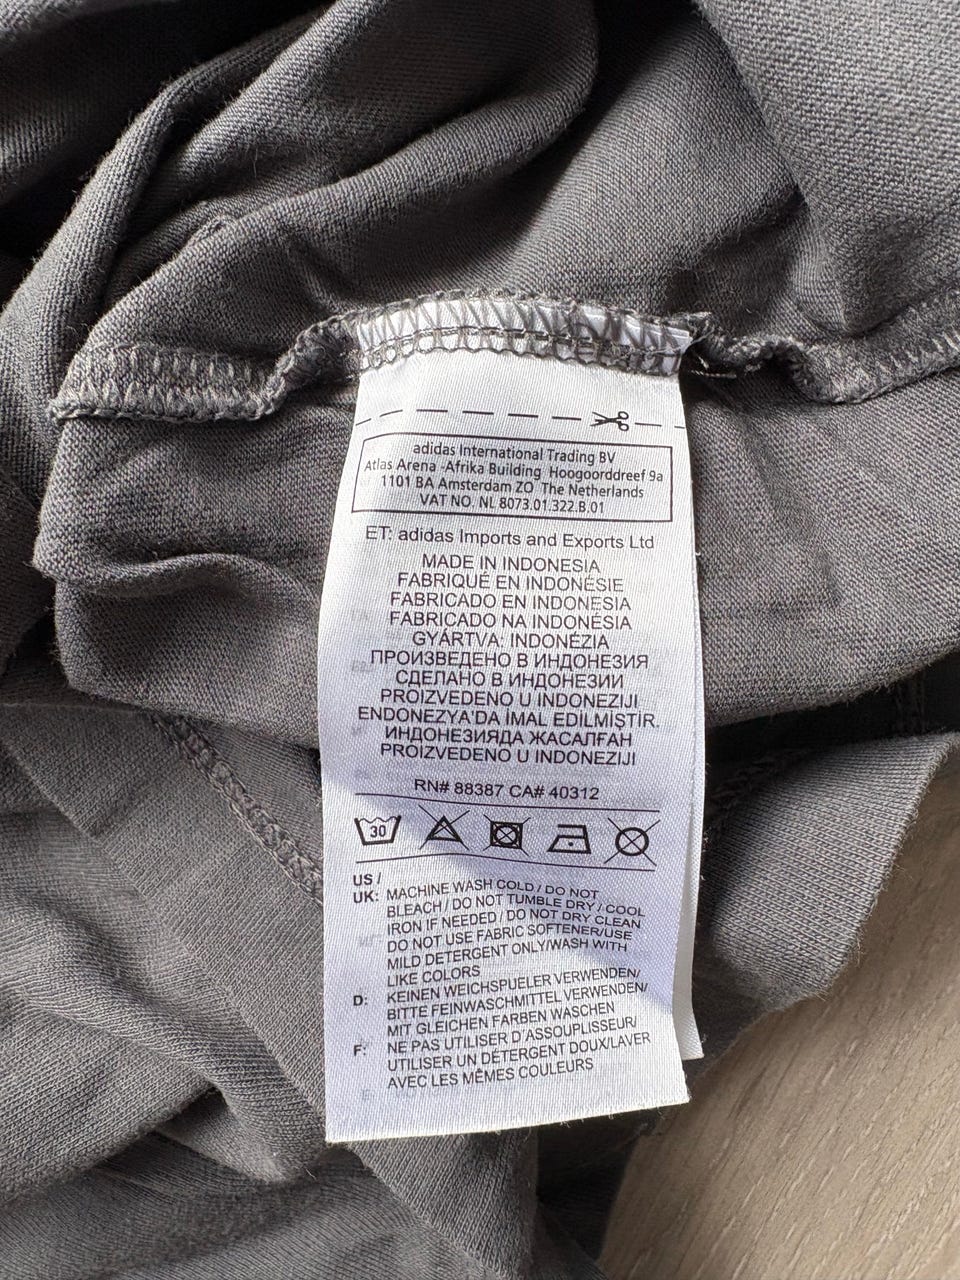 adidas International Trading BV
Atlas Arena -Afrika Building Hoogoorddreef 9a
1101 BA Amsterdam ZO The Netherlands
VAT NO. NL 8073.01.322.B.01
ET: adidas Imports and Exports Ltd
MADE IN INDONESIA
FABRIQUÉ EN INDONÉSIE
FABRICADO EN INDONESIA
FABRICADO NA INDONÉSIA
GYÁRTVA: INDONÉZIA
ПРОИЗВЕДЕНО В ИНДОНЕЗИЯ
СДЕЛАНО В ИНДОНЕЗИИ
PROIZVEDENO U INDONEZIJI
ENDONEZYA'DA İMAL EDİLMİŞTİR.
ИНДОНЕЗИЯДА ЖАСАЛҒАН
PROIZVEDENO U INDONEZIJI
RN# 88387 CA# 40312
30
US /
UK: MACHINE WASH COLD / DO NOT
BLEACH / DO NOT TUMBLE DRY / COOL
IRON IF NEEDED / DO NOT DRY CLEAN
DO NOT USE FABRIC SOFTENER/USE
MILD DETERGENT ONLY/WASH WITH
LIKE COLORS
D: KEINEN WEICHSPUELER VERWENDEN/
BITTE FEINWASCHMITTEL VERWENDEN/
MIT GLEICHEN FARBEN WASCHEN
F: NE PAS UTILISER D'ASSOUPLISSEUR/
UTILISER UN DÉTERGENT DOUX/LAVER
AVEC LES MÊMES COULEURS